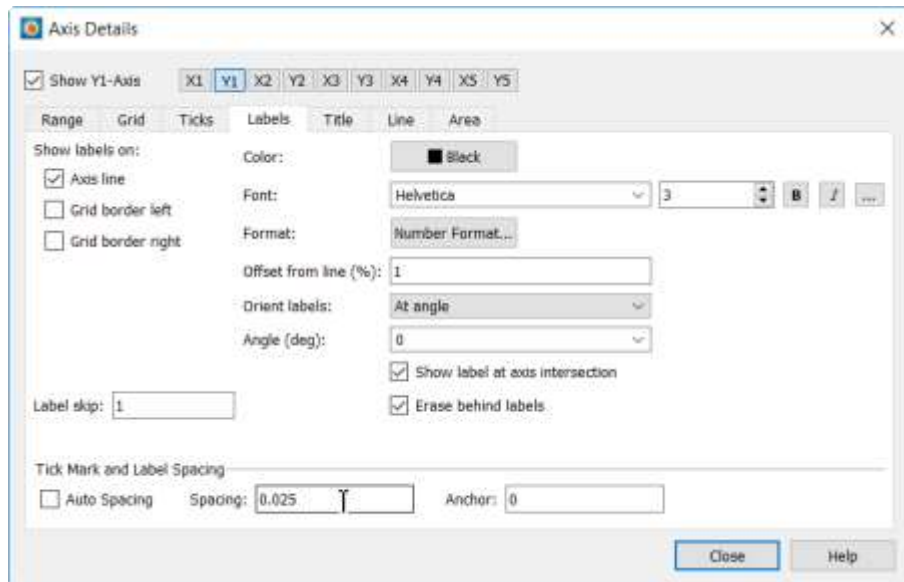 Axis Details
Show Y1-Axis X1 Y1 X2 Y2 X3 Y3 X4 Y4 X5 Y5
Range Grid Ticks Labels Title Line Area
Show labels on:
Axis line
Grid border left
Grid border right
Color: Black
Font: Helvetica 3 B I ...
Format: Number Format...
Offset from line (%): 1
Orient labels: At angle
Angle (deg): 0
Show label at axis intersection
Label skip: 1 Erase behind labels
Tick Mark and Label Spacing
Auto Spacing Spacing: 0.025 Anchor: 0
Close Help